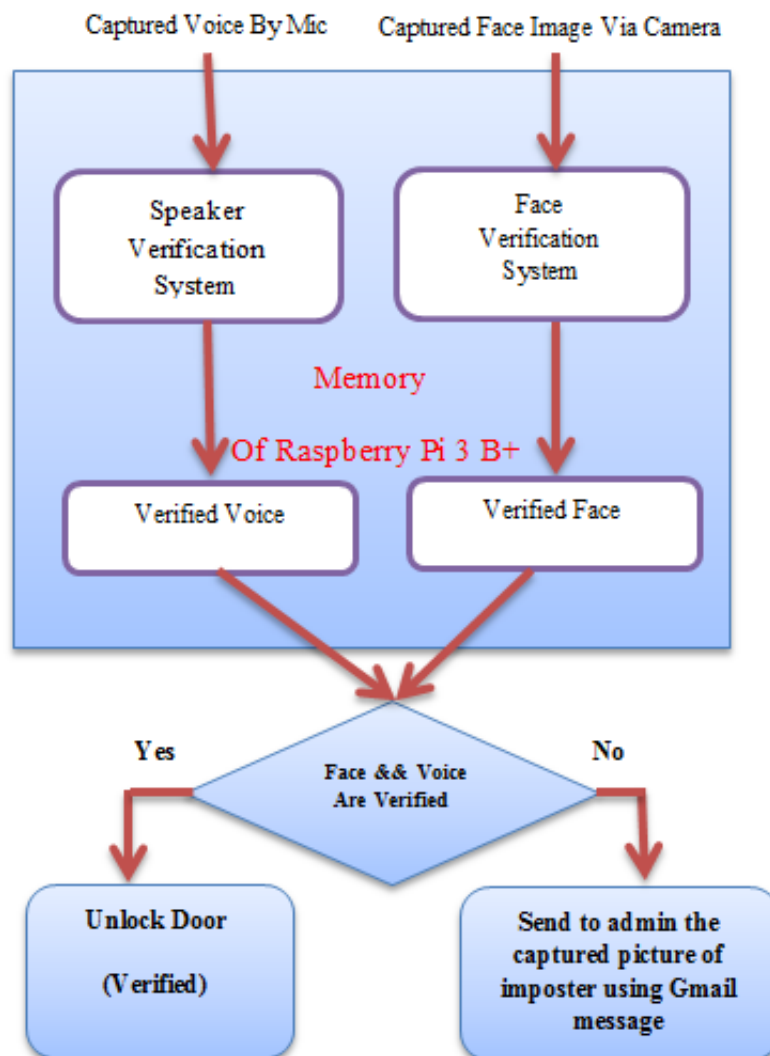 Captured Voice By Mic
Captured Face Image Via Camera
Speaker
Verification
System
Face
Verification
System
Memory
Of Raspberry Pi 3 B+
Verified Voice
Verified Face
Yes
No
Face && Voice
Are Verified
Unlock Door
(Verified)
Send to admin the
captured picture of
imposter using Gmail
message